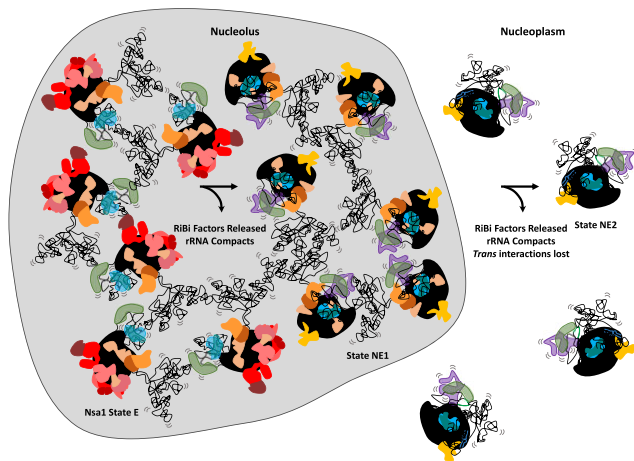 Nucleolus
Nucleoplasm
RiBi Factors Released
rRNA Compacts
RiBi Factors Released
rRNA Compacts
Trans interactions lost
State NE2
State NE1
Nsa1 State E